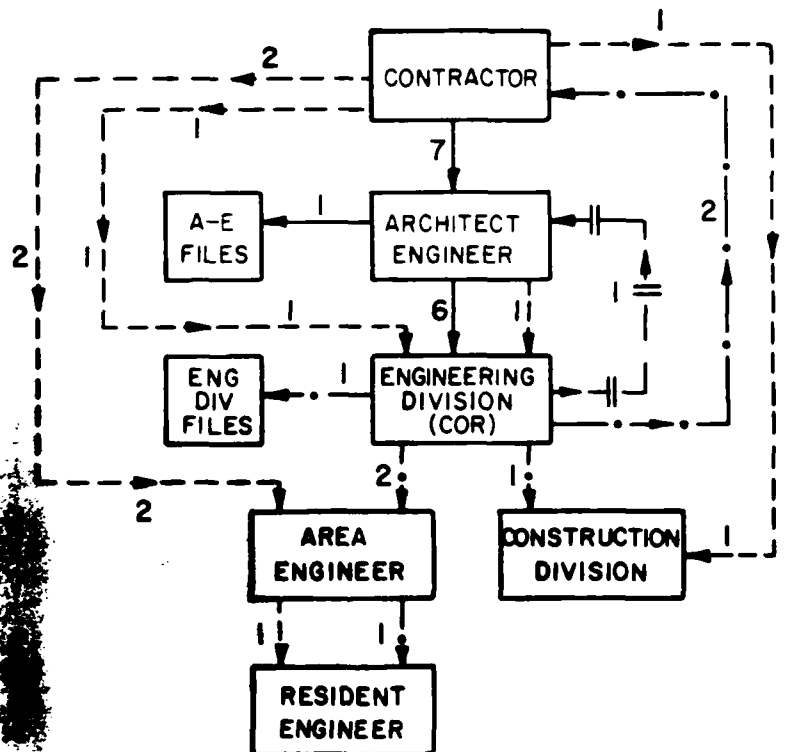 1
2
CONTRACTOR
1
7
2
A-E
FILES
1
ARCHITECT
ENGINEER
2
1
1
1
6
1
ENG
DIV
FILES
1
ENGINEERING
DIVISION
(COR)
2
1
2
AREA
ENGINEER
CONSTRUCTION
DIVISION
1
1
1
RESIDENT
ENGINEER